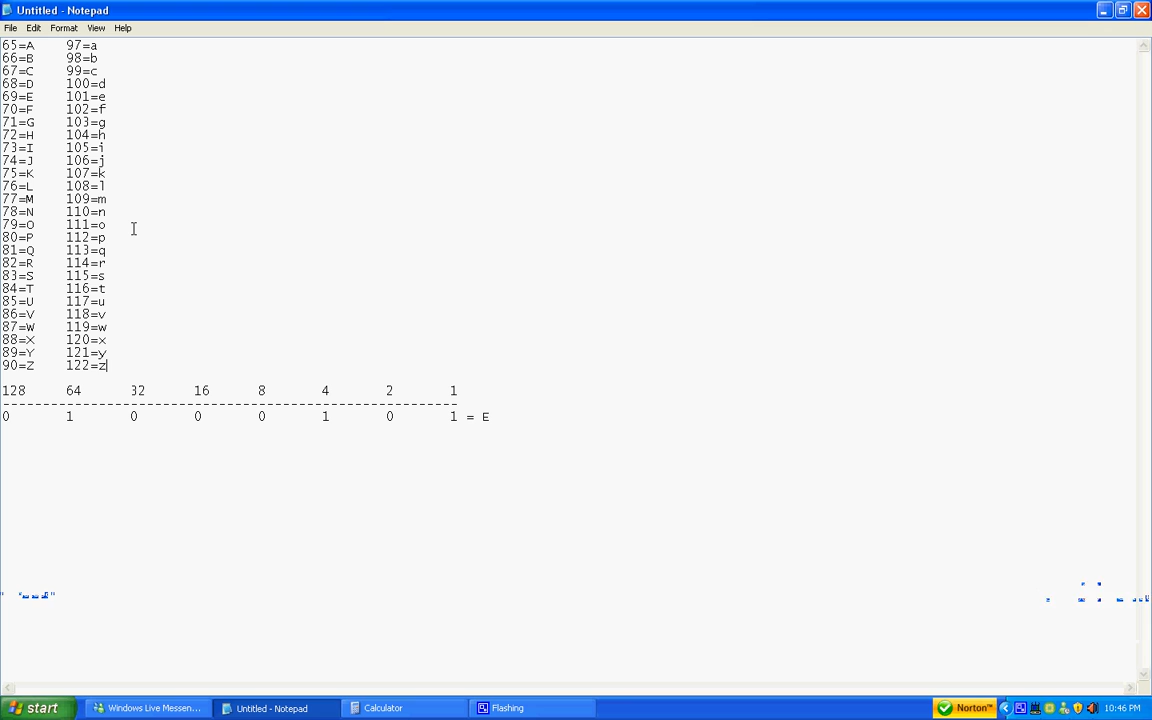 Untitled - Notepad
File Edit Format View Help
65=A 97=a
66=B 98=b
67=C 99=c
68=D 100=d
69=E 101=e
70=F 102=f
71=G 103=g
72=H 104=h
73=I 105=i
74=J 106=j
75=K 107=k
76=L 108=l
77=M 109=m
78=N 110=n
79=O 111=o
80=P 112=p
81=Q 113=q
82=R 114=r
83=S 115=s
84=T 116=t
85=U 117=u
86=V 118=v
87=W 119=w
88=X 120=x
89=Y 121=y
90=Z 122=z
128 64 32 16 8 4 2 1
---------------------------------------------------------
0 1 0 0 0 1 0 1 = E
start Windows Live Messen... Untitled - Notepad Calculator Flashing Norton™ 10:46 PM